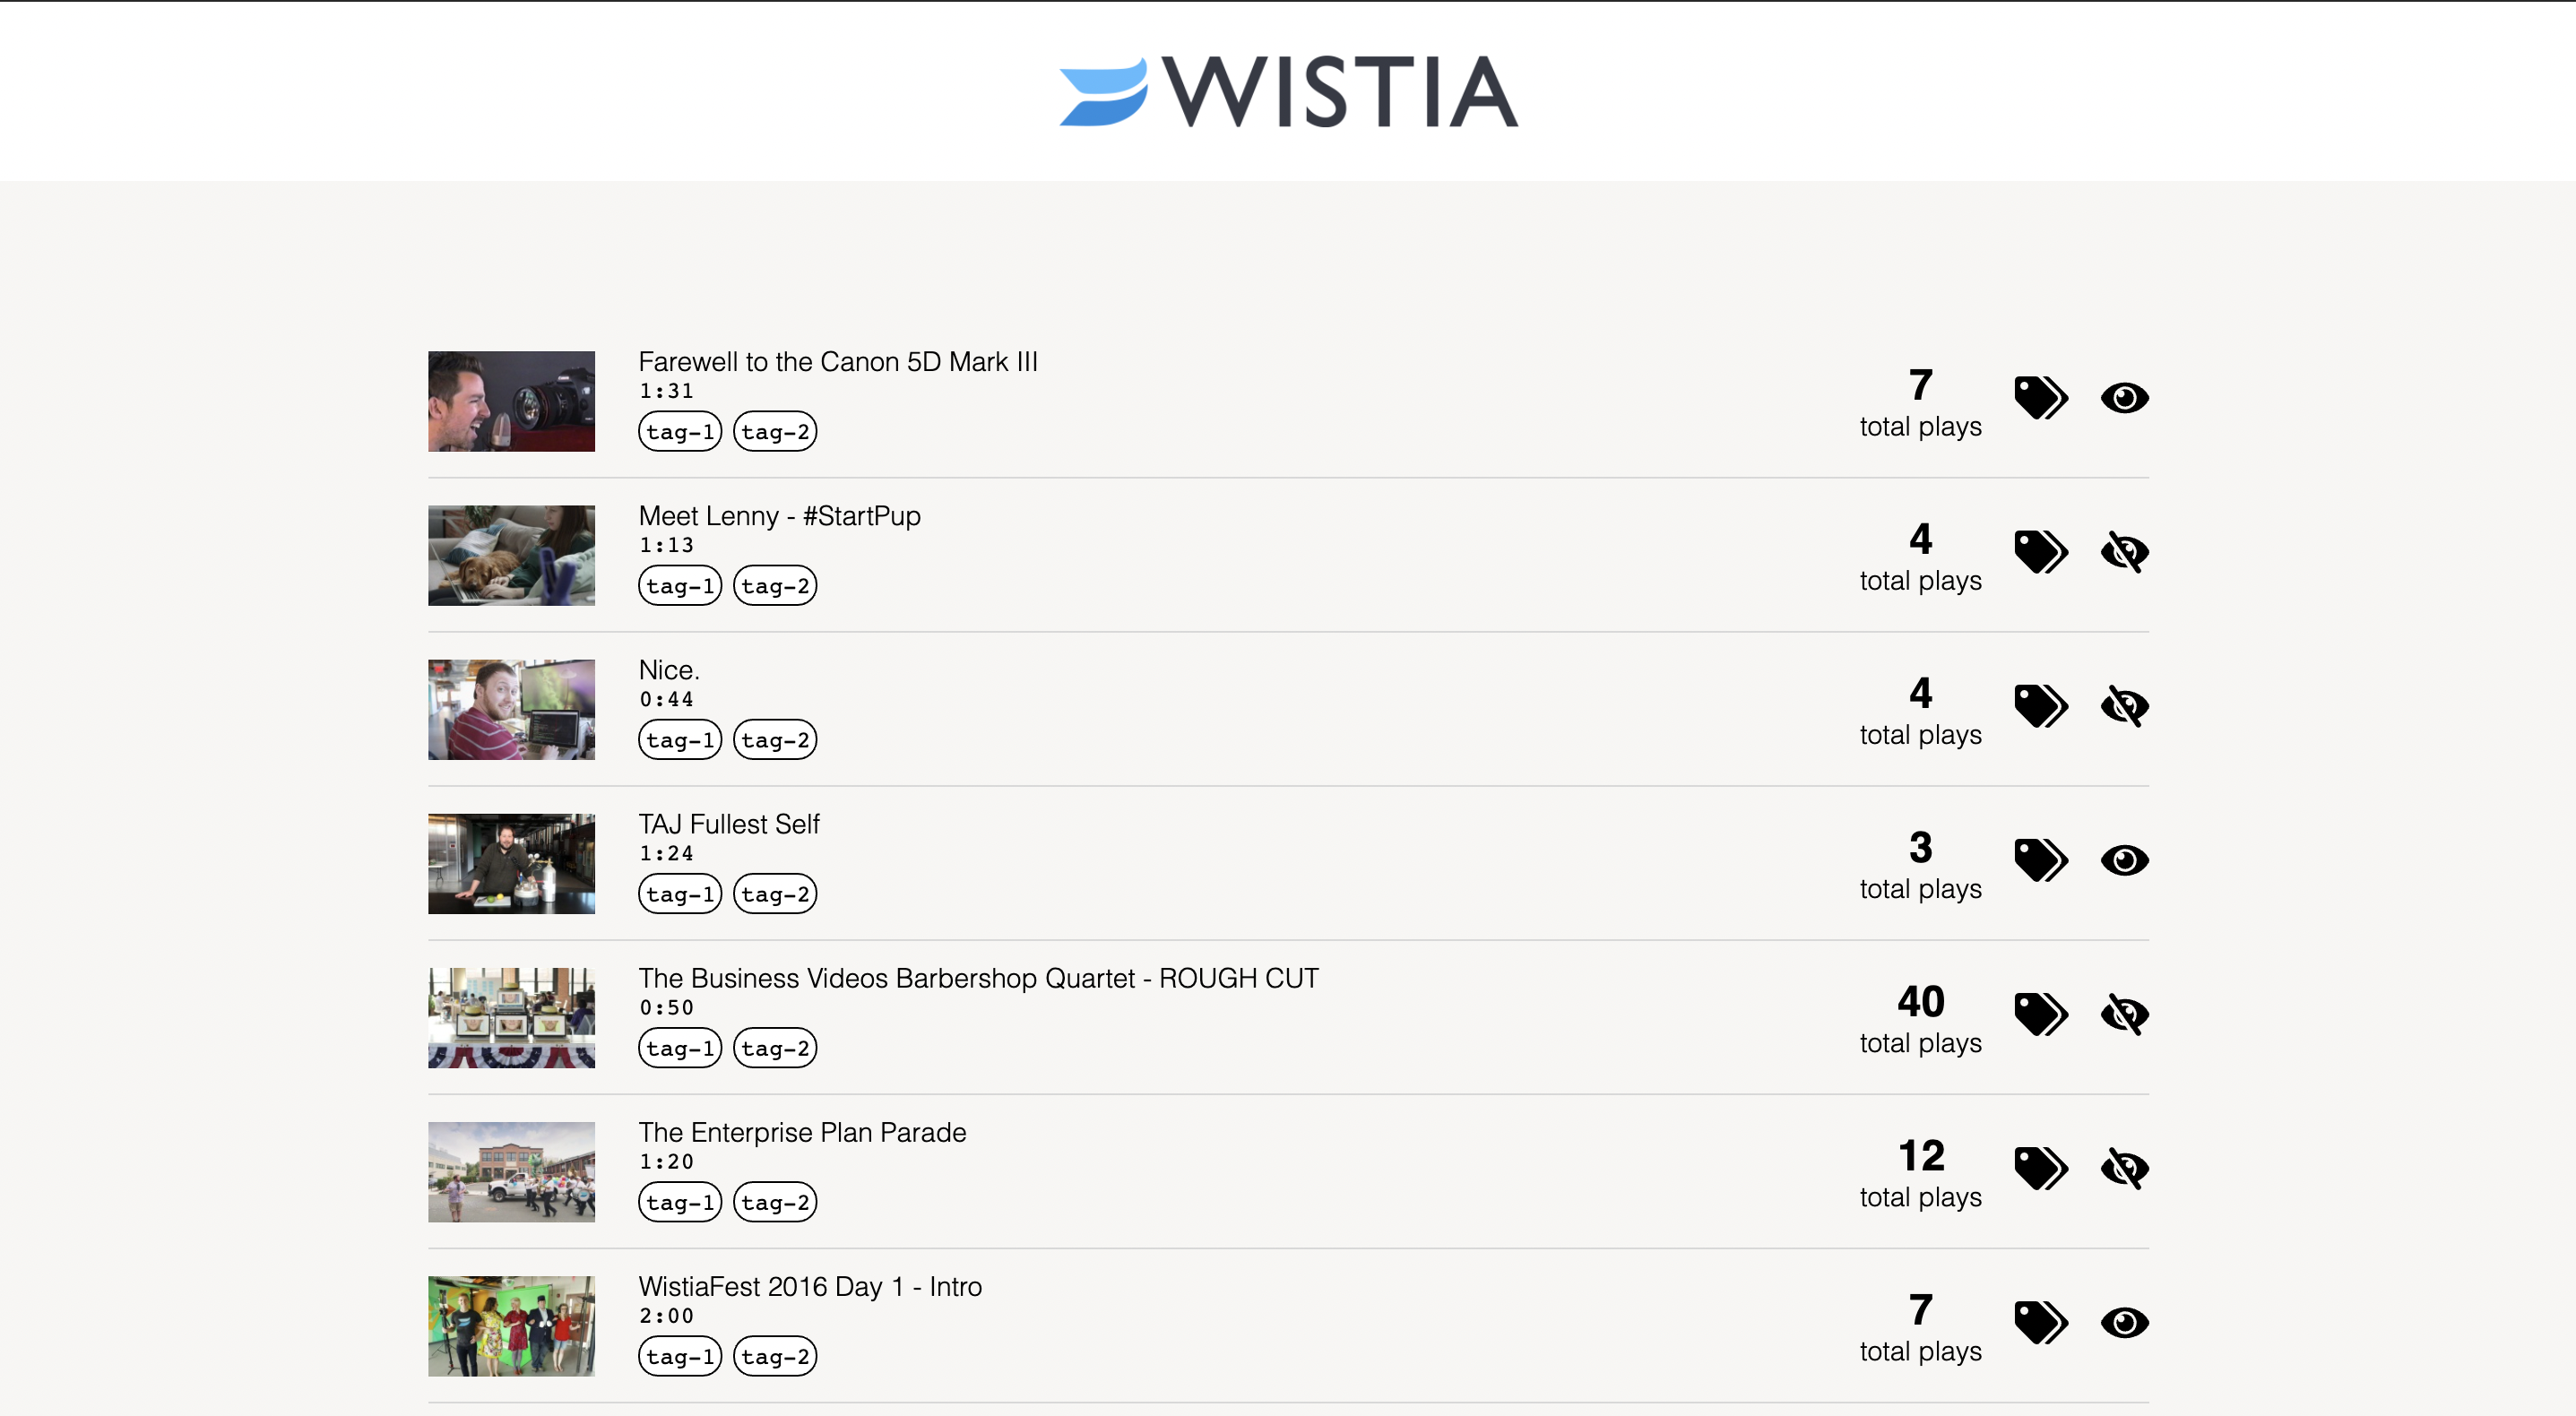 WISTIA
Farewell to the Canon 5D Mark III
1:31
tag-1 tag-2
7
total plays
Meet Lenny - #StartPup
1:13
tag-1 tag-2
4
total plays
Nice.
0:44
tag-1 tag-2
4
total plays
TAJ Fullest Self
1:24
tag-1 tag-2
3
total plays
The Business Videos Barbershop Quartet - ROUGH CUT
0:50
tag-1 tag-2
40
total plays
The Enterprise Plan Parade
1:20
tag-1 tag-2
12
total plays
WistiaFest 2016 Day 1 - Intro
2:00
tag-1 tag-2
7
total plays